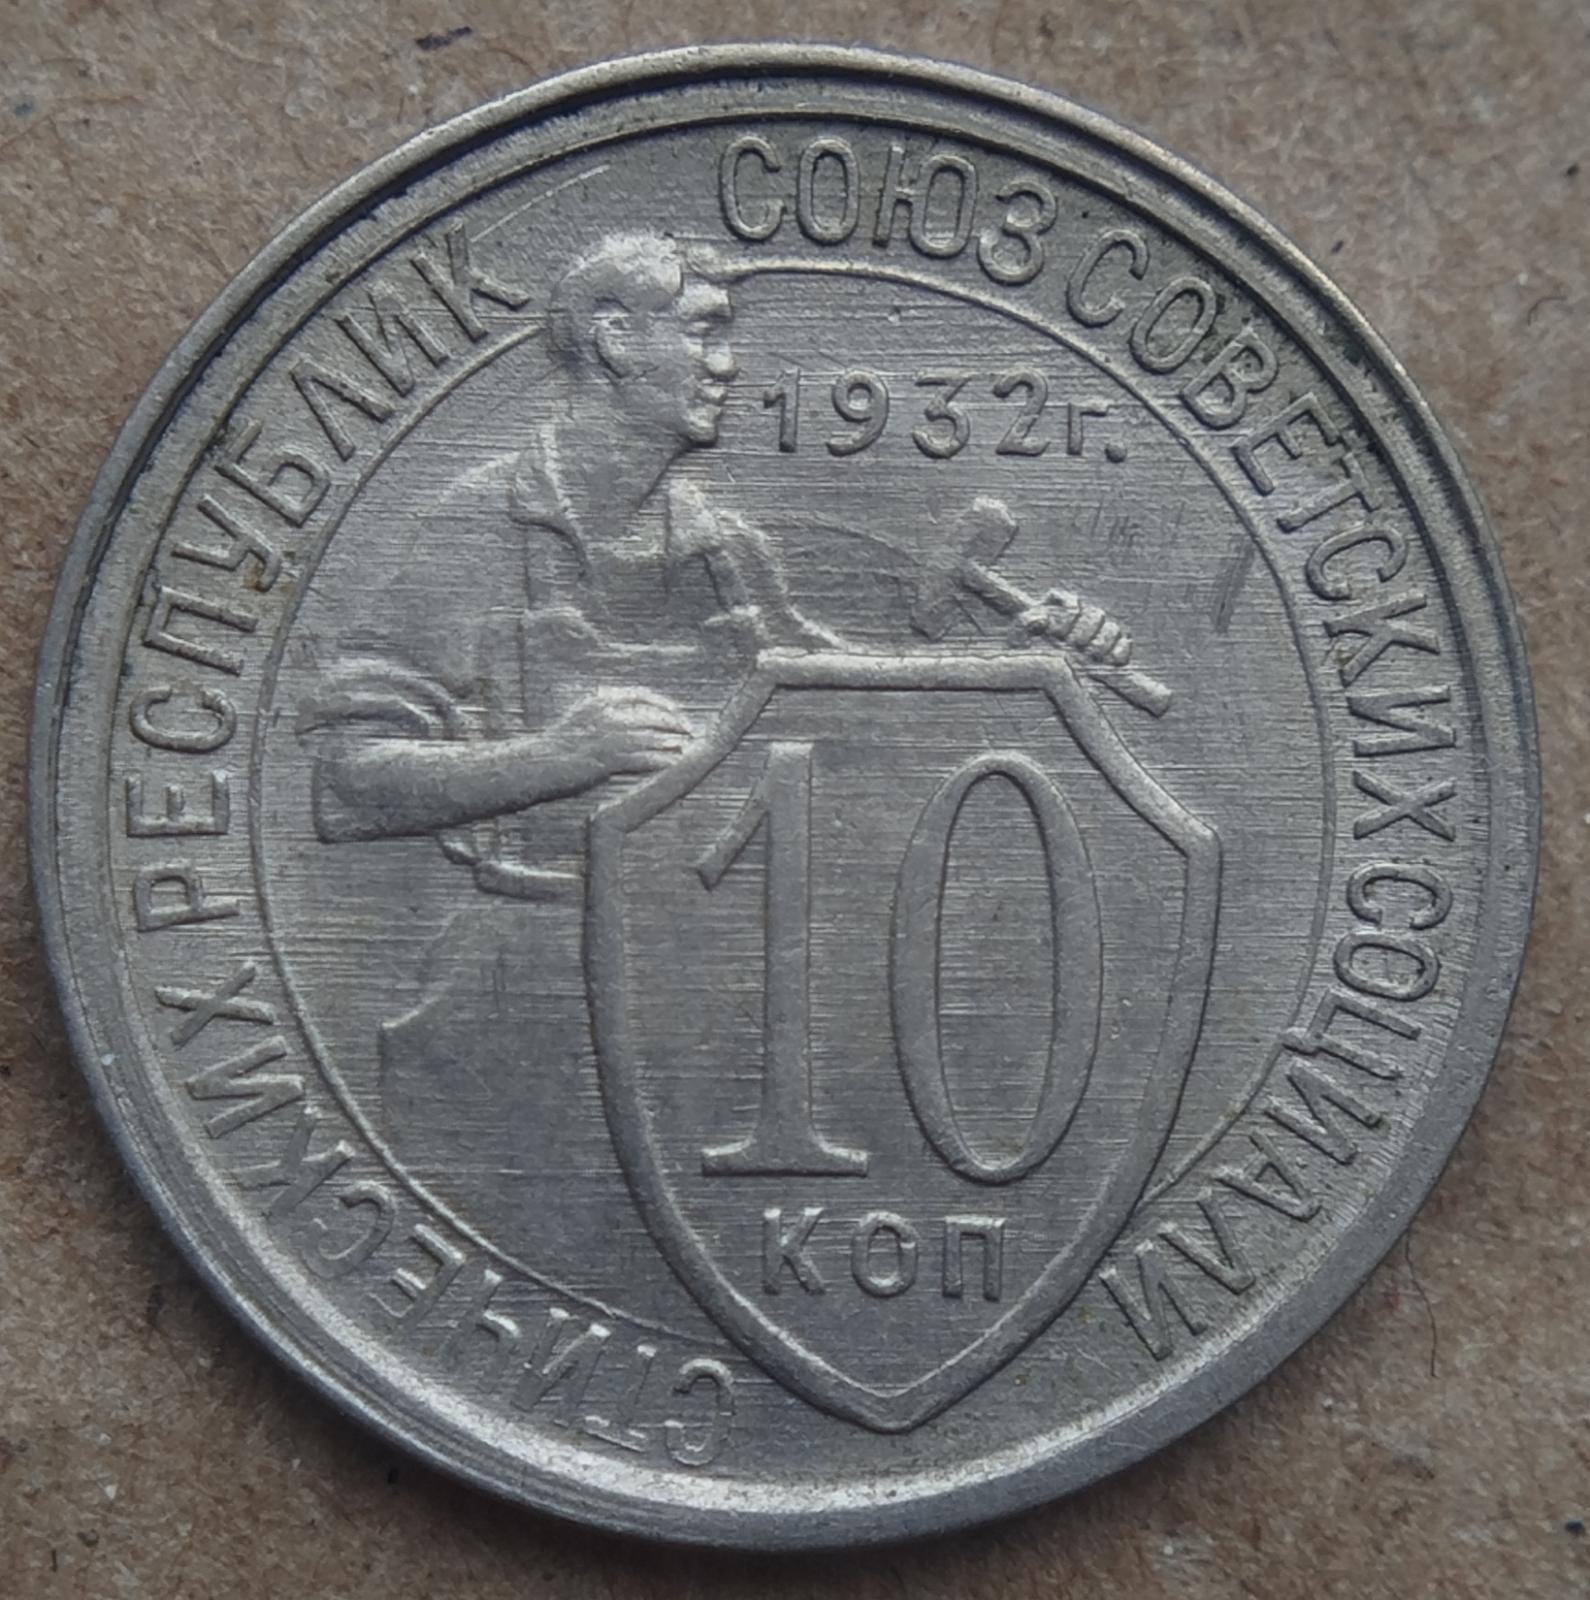 СОЮЗ СОВЕТСКИХ СОЦИАЛИСТИЧЕСКИХ РЕСПУБЛИК
1932г.
10
КОП